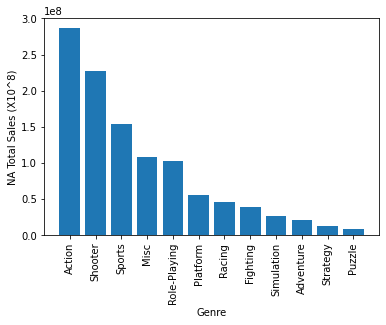 1e8
3.0
2.5
2.0
1.5
1.0
0.5
0.0
NA Total Sales (X10^8)
Action
Shooter
Sports
Misc
Role-Playing
Platform
Racing
Fighting
Simulation
Adventure
Strategy
Puzzle
Genre